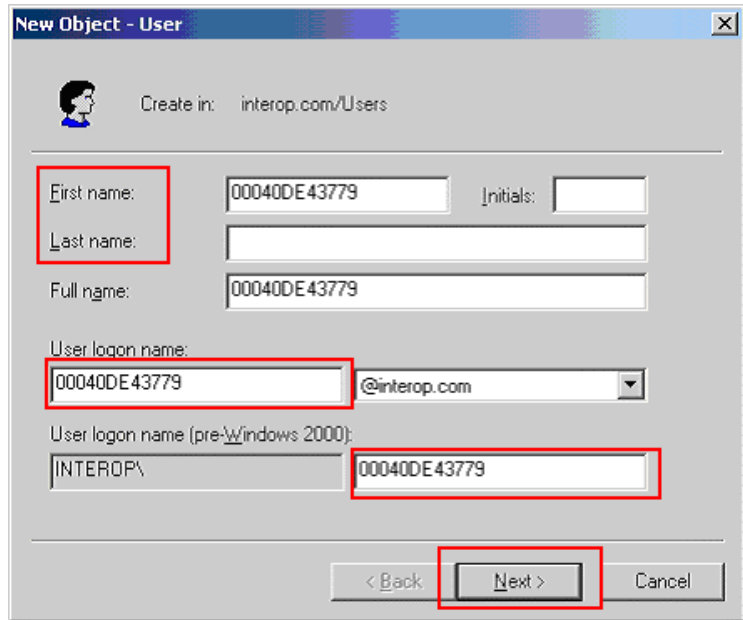 New Object - User
Create in: interop.com/Users
First name: 00040DE43779 Initials:
Last name:
Full name: 00040DE43779
User logon name:
00040DE43779 @interop.com
User logon name (pre-Windows 2000):
INTEROP\ 00040DE43779
< Back Next > Cancel